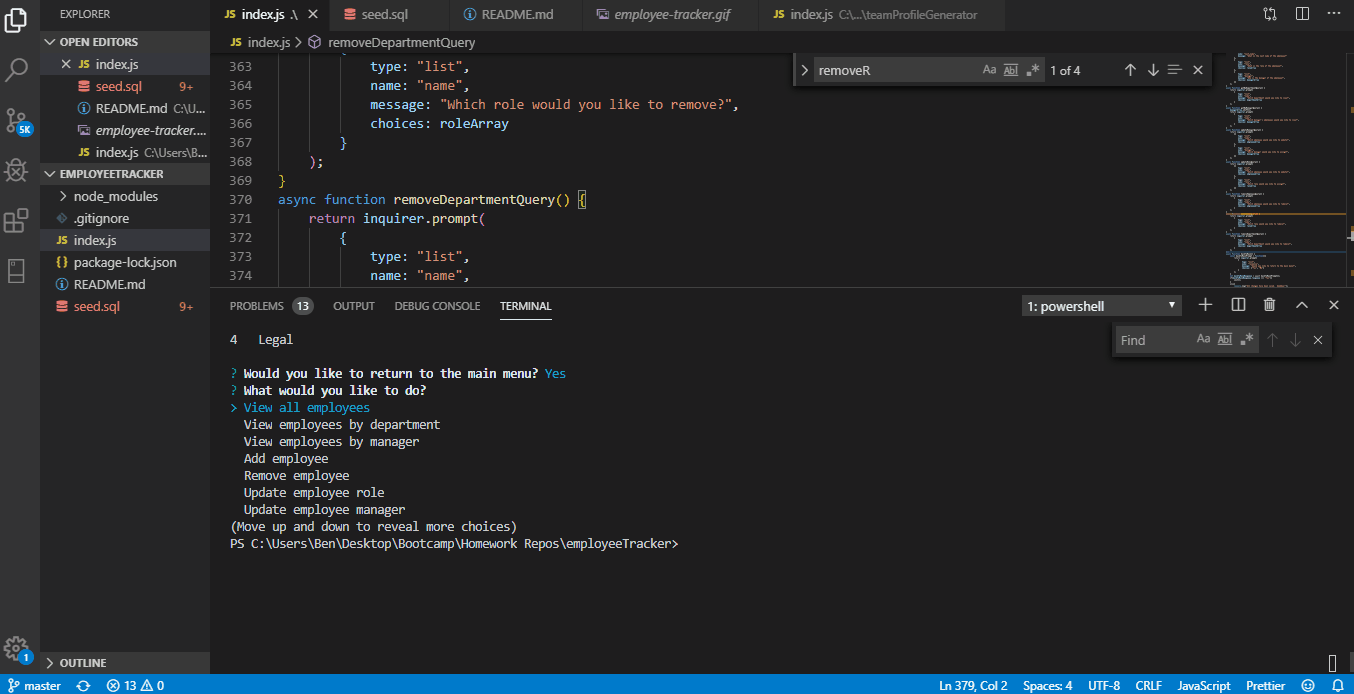 JS index.js .\
seed.sql
README.md
employee-tracker.gif
JS index.js C:\...\teamProfileGenerator
EXPLORER
OPEN EDITORS
JS index.js
seed.sql 9+
README.md C:\U...
employee-tracker....
JS index.js C:\Users\B...
EMPLOYEETRACKER
node_modules
.gitignore
JS index.js
{} package-lock.json
README.md
seed.sql 9+
OUTLINE
5K
1
JS index.js > removeDepartmentQuery
removeR Aa Abl .* 1 of 4
363 type: "list",
364 name: "name",
365 message: "Which role would you like to remove?",
366 choices: roleArray
367 }
368 );
369 }
370 async function removeDepartmentQuery() {
371 return inquirer.prompt(
372 {
373 type: "list",
374 name: "name",
PROBLEMS 13 OUTPUT DEBUG CONSOLE TERMINAL
1: powershell
Find Aa Abl .*
4 Legal
? Would you like to return to the main menu? Yes
? What would you like to do?
> View all employees
View employees by department
View employees by manager
Add employee
Remove employee
Update employee role
Update employee manager
(Move up and down to reveal more choices)
PS C:\Users\Ben\Desktop\Bootcamp\Homework Repos\employeeTracker>
master 13 0
Ln 379, Col 2 Spaces: 4 UTF-8 CRLF JavaScript Prettier